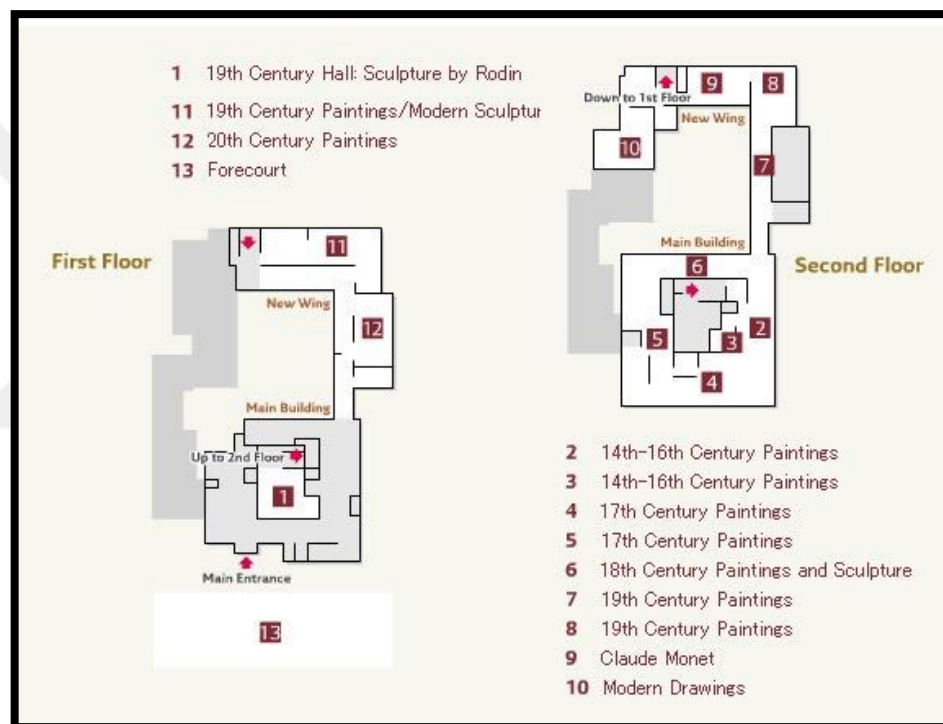 1 19th Century Hall: Sculpture by Rodin
11 19th Century Paintings/Modern Sculptur
12 20th Century Paintings
13 Forecourt
First Floor
11
New Wing
12
Main Building
Up to 2nd Floor
1
Main Entrance
13
9
8
Down to 1st Floor
New Wing
10
7
Main Building
6
Second Floor
2
5
3
4
2 14th-16th Century Paintings
3 14th-16th Century Paintings
4 17th Century Paintings
5 17th Century Paintings
6 18th Century Paintings and Sculpture
7 19th Century Paintings
8 19th Century Paintings
9 Claude Monet
10 Modern Drawings